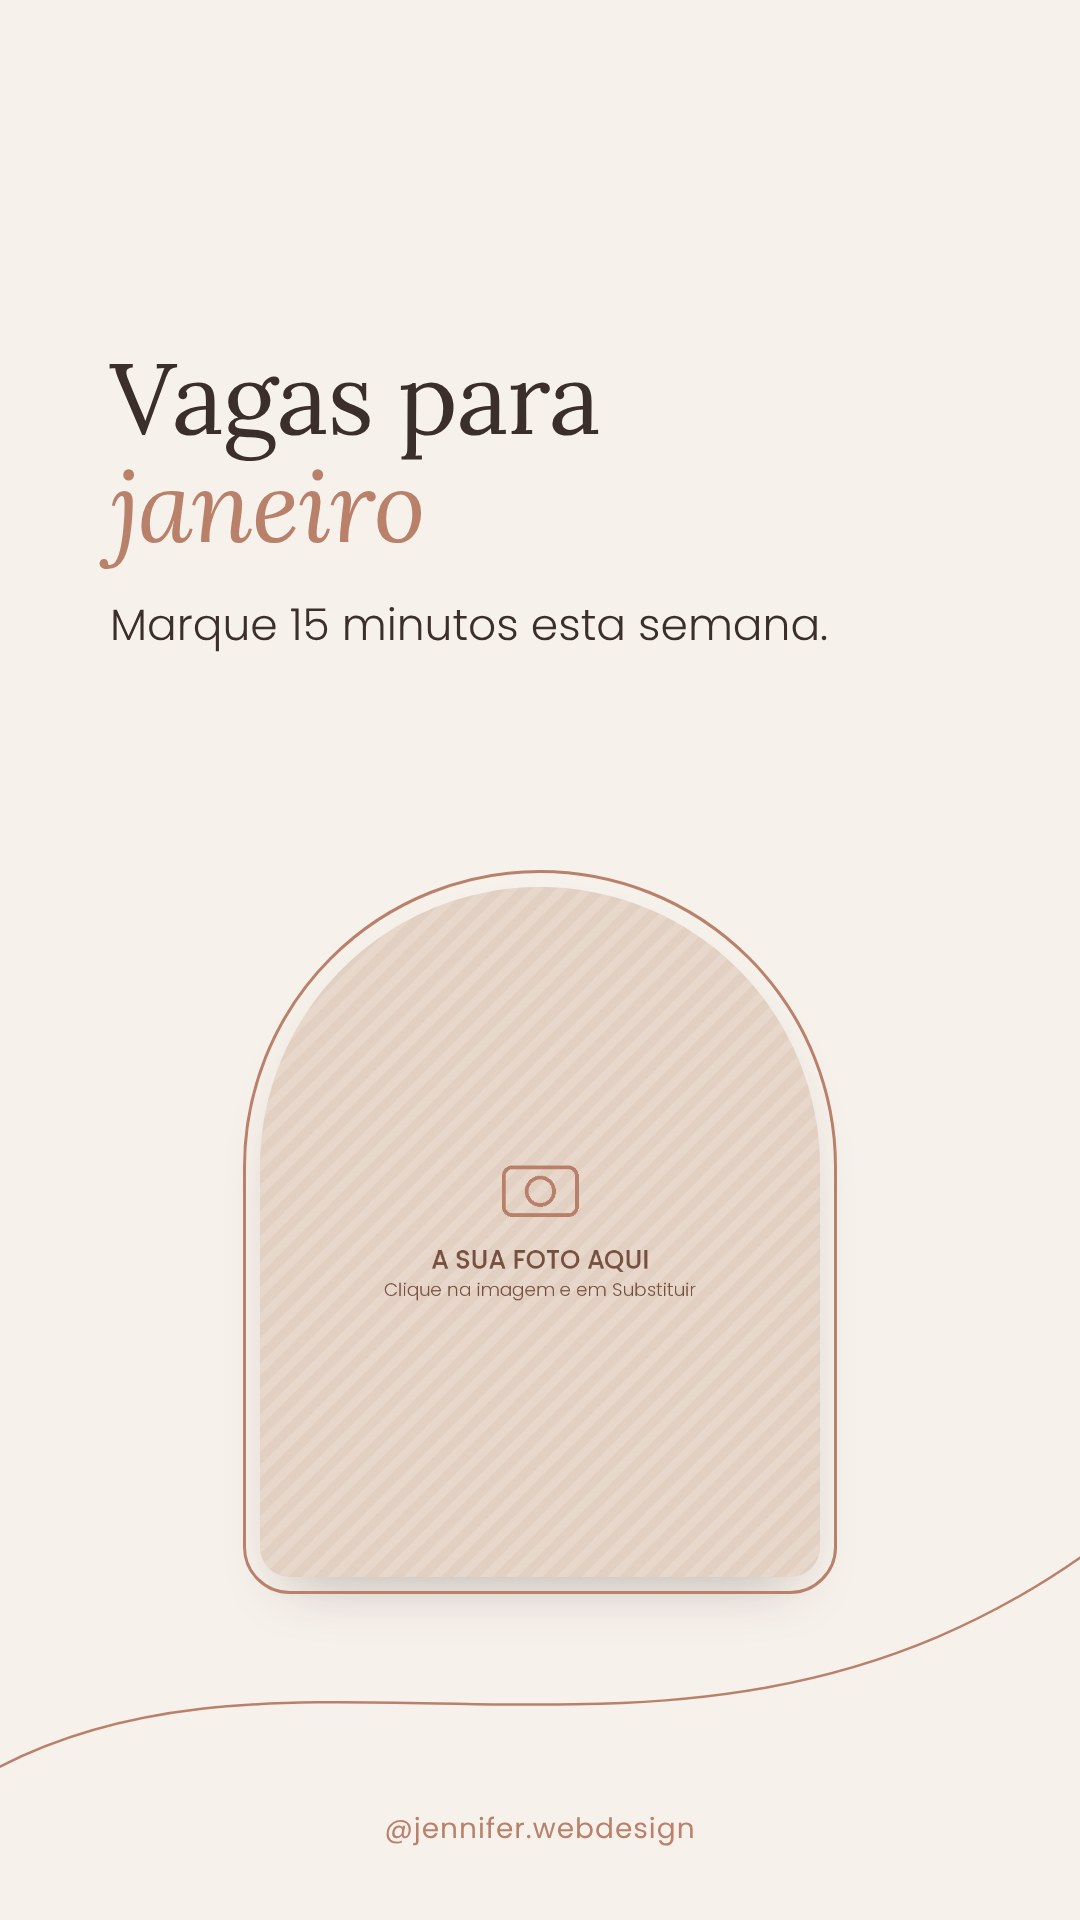 Vagas para
janeiro
Marque 15 minutos esta semana.
A SUA FOTO AQUI
Clique na imagem e em Substituir
@jennifer.webdesign